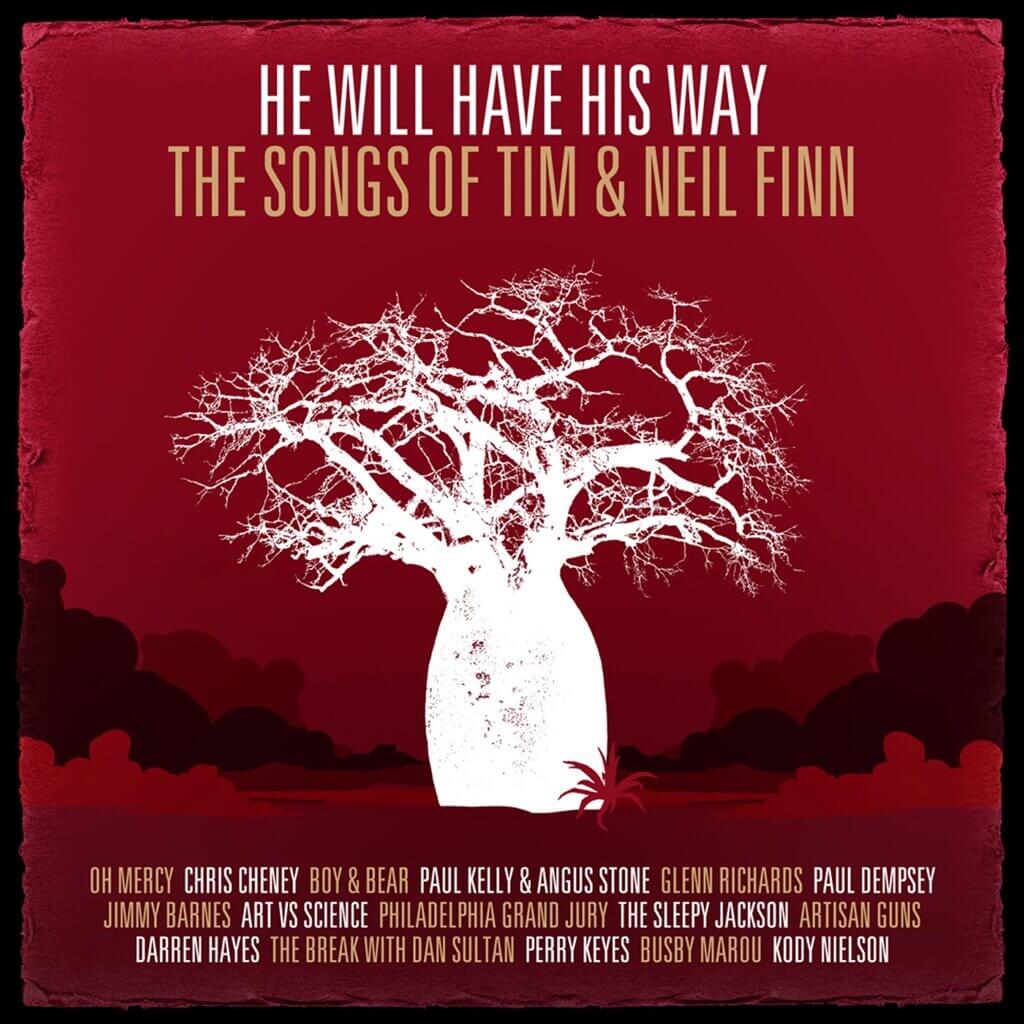 HE WILL HAVE HIS WAY
THE SONGS OF TIM & NEIL FINN
OH MERCY CHRIS CHENEY BOY & BEAR PAUL KELLY & ANGUS STONE GLENN RICHARDS PAUL DEMPSEY
JIMMY BARNES ART VS SCIENCE PHILADELPHIA GRAND JURY THE SLEEPY JACKSON ARTISAN GUNS
DARREN HAYES THE BREAK WITH DAN SULTAN PERRY KEYES BUSBY MAROU KODY NIELSON